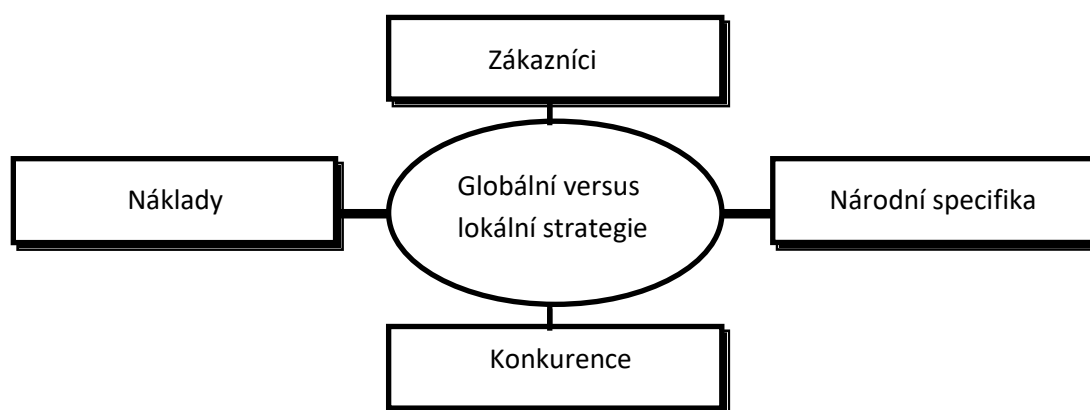 Zákazníci
Náklady
Globální versus
lokální strategie
Národní specifika
Konkurence